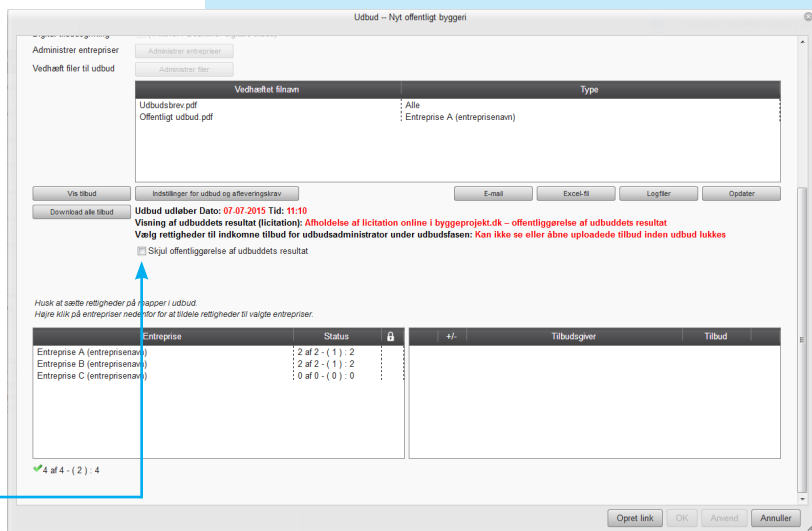 Udbud – Nyt offentligt byggeri
Administrer entrepriser Administrer entrepriser
Vedhæft filer til udbud Administrer filer
Vedhæftet filnavn Type
Udbudsbrev.pdf Alle
Offentligt udbud.pdf Entreprise A (entreprisenavn)
Vis tilbud Indstillinger for udbud og afleveringskrav E-mail Excel-fil Logfiler Opdater
Download alle tilbud Udbud udløber Dato: 07-07-2015 Tid: 11:10
Visning af udbuddets resultat (licitation): Afholdelse af licitation online i byggeprojekt.dk – offentliggørelse af udbuddets resultat
Vælg rettigheder til indkomne tilbud for udbudsadministrator under udbudsfasen: Kan ikke se eller åbne uploadede tilbud inden udbud lukkes
Skjul offentliggørelse af udbuddets resultat
Husk at sætte rettigheder på mapper i udbud.
Højre klik på entrepriser nedenfor for at tildele rettigheder til valgte entrepriser.
Entreprise Status +/- Tilbudsgiver Tilbud
Entreprise A (entreprisenavn) 2 af 2 - ( 1 ) : 2
Entreprise B (entreprisenavn) 2 af 2 - ( 1 ) : 2
Entreprise C (entreprisenavn) 0 af 0 - ( 0 ) : 0
4 af 4 - ( 2 ) : 4
Opret link OK Anvend Annuller